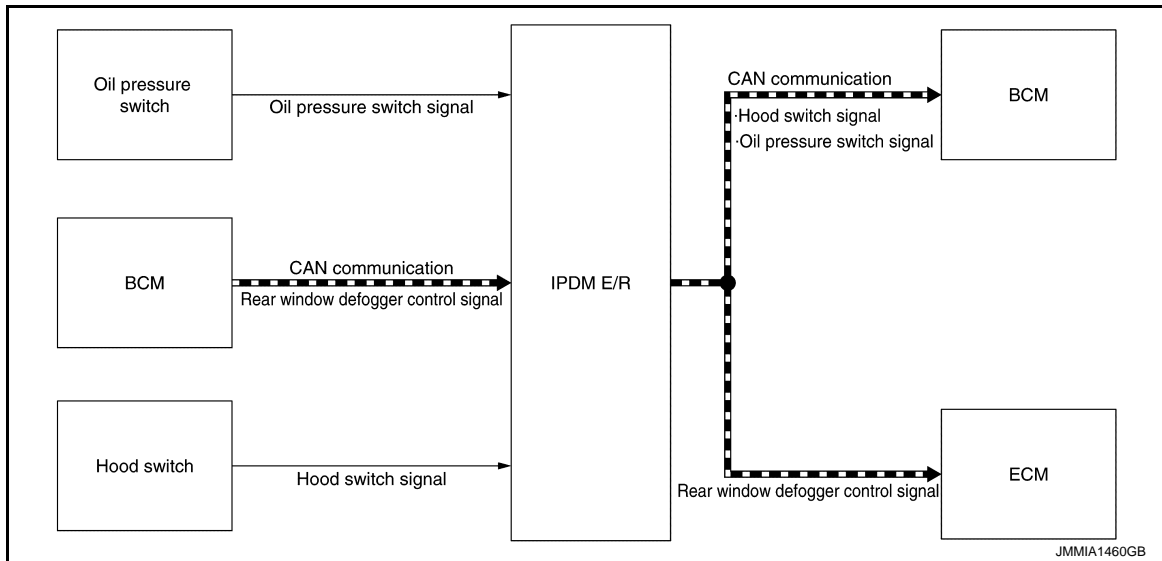 Oil pressure
switch
Oil pressure switch signal
BCM
CAN communication
Rear window defogger control signal
Hood switch
Hood switch signal
IPDM E/R
CAN communication
·Hood switch signal
·Oil pressure switch signal
BCM
Rear window defogger control signal
ECM
JMMIA1460GB